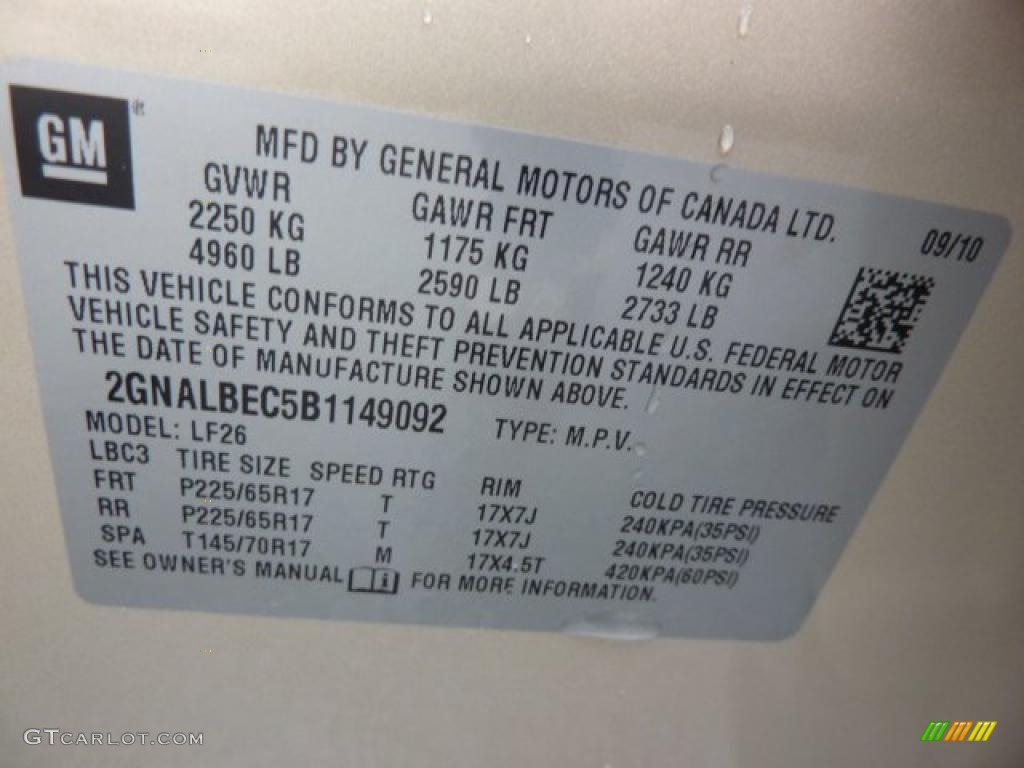 GM ®
MFD BY GENERAL MOTORS OF CANADA LTD.
GVWR GAWR FRT GAWR RR 09/10
2250 KG 1175 KG 1240 KG
4960 LB 2590 LB 2733 LB
THIS VEHICLE CONFORMS TO ALL APPLICABLE U.S. FEDERAL MOTOR
VEHICLE SAFETY AND THEFT PREVENTION STANDARDS IN EFFECT ON
THE DATE OF MANUFACTURE SHOWN ABOVE.
2GNALBEC5B1149092 TYPE: M.P.V.
MODEL: LF26
LBC3 TIRE SIZE SPEED RTG RIM COLD TIRE PRESSURE
FRT P225/65R17 T 17X7J 240KPA(35PSI)
RR P225/65R17 T 17X7J 240KPA(35PSI)
SPA T145/70R17 M 17X4.5T 420KPA(60PSI)
SEE OWNER'S MANUAL i FOR MORE INFORMATION.
GTCARLOT.COM